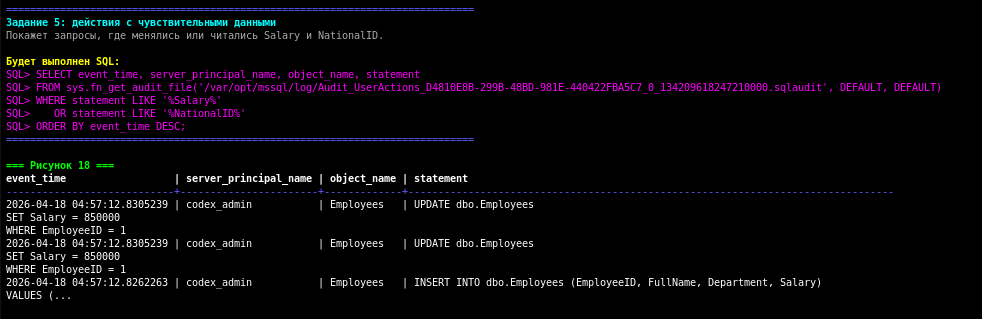 ==============================================================================
Задание 5: действия с чувствительными данными
Покажет запросы, где менялись или читались Salary и NationalID.
Будет выполнен SQL:
SQL> SELECT event_time, server_principal_name, object_name, statement
SQL> FROM sys.fn_get_audit_file('/var/opt/mssql/log/Audit_UserActions_D4810E8B-299B-48BD-981E-440422FBA5C7_0_134209618247210000.sqlaudit', DEFAULT, DEFAULT)
SQL> WHERE statement LIKE '%Salary%'
SQL>    OR statement LIKE '%NationalID%'
SQL> ORDER BY event_time DESC;
==============================================================================
=== Рисунок 18 ===
event_time                  | server_principal_name | object_name | statement
----------------------------+-----------------------+-------------+---------------------------------------------------------------------------------
2026-04-18 04:57:12.8305239 | codex_admin           | Employees   | UPDATE dbo.Employees
SET Salary = 850000
WHERE EmployeeID = 1
2026-04-18 04:57:12.8305239 | codex_admin           | Employees   | UPDATE dbo.Employees
SET Salary = 850000
WHERE EmployeeID = 1
2026-04-18 04:57:12.8262263 | codex_admin           | Employees   | INSERT INTO dbo.Employees (EmployeeID, FullName, Department, Salary)
VALUES (...